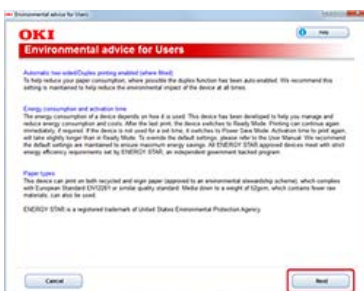 Environmental advice for Users
OKI
Help
Environmental advice for Users
Automatic two-sided/Duplex printing enabled (where fitted)
To help reduce your paper consumption, where possible the duplex function has been auto-enabled. We recommend this
setting is maintained to help reduce the environmental impact of the device at all times.
Energy consumption and activation time
The energy consumption of a device depends on how it is used. This device has been developed to help you manage and
reduce energy consumption and costs. After the last print, the device switches to Ready Mode. Printing can continue again
immediately, if required. If the device is not used for a set time, it switches to Power Save Mode. Activation time to print again,
will take slightly longer than in Ready Mode. To override the default settings, please refer to the User Manual. We recommend
the default settings are maintained to ensure maximum energy savings. All ENERGY STAR approved devices meet with strict
energy efficiency requirements set by ENERGY STAR, an independent government backed program.
Paper types
This device can print on both recycled and virgin paper (approved to an environmental stewardship scheme), which complies
with European Standard EN12281 or similar quality standard. Media down to a weight of 52gsm, which contains fewer raw
materials, can also be used.
ENERGY STAR is a registered trademark of United States Environmental Protection Agency.
Cancel
Next